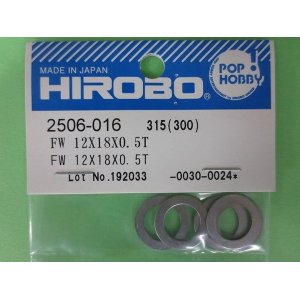 MADE IN JAPAN
HIROBO
POP!
HOBBY
2506-016 315(300)
FW 12X18X0.5T
FW 12X18X0.5T
Lot No.192033 -0030-0024*